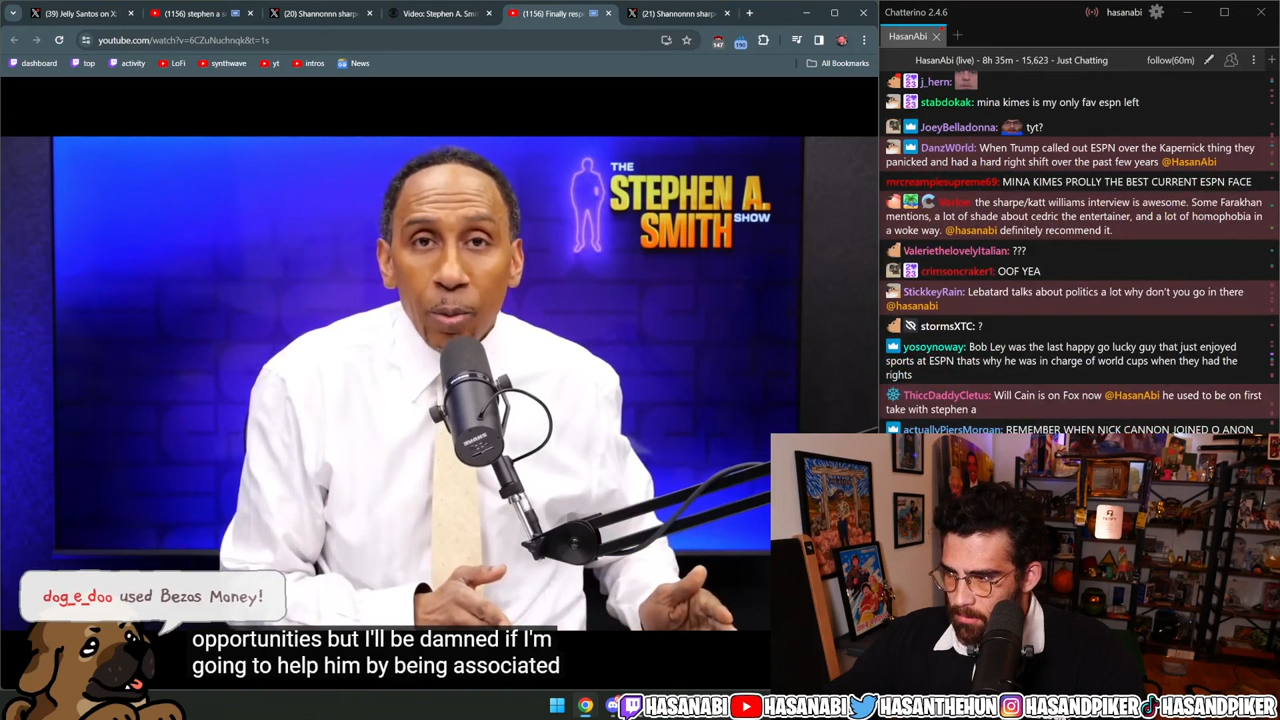 (39) Jelly Santos on X:
(1156) stephen a s
(20) Shannonnn sharpe
Video: Stephen A. Smit
(1156) Finally resp
(21) Shannonnn sharpe
youtube.com/watch?v=6CZuNuchnqk&t=1s
147
190
dashboard
top
activity
LoFi
synthwave
yt
intros
News
All Bookmarks
THE
STEPHEN A.
SMITH
SHOW
SHURE
opportunities but I'll be damned if I'm
going to help him by being associated
dog_e_doo used Bezos Money!
Chatterino 2.4.6
hasanabi
HasanAbi
HasanAbi (live) - 8h 35m - 15,623 - Just Chatting
follow(60m)
j_hern:
stabdokak: mina kimes is my only fav espn left
JoeyBelladonna: tyt?
DanzW0rld: When Trump called out ESPN over the Kapernick thing they
panicked and had a hard right shift over the past few years @HasanAbi
mrcreampiesupreme69: MINA KIMES PROLLY THE BEST CURRENT ESPN FACE
the sharpe/katt williams interview is awesome. Some Farakhan
mentions, a lot of shade about cedric the entertainer, and a lot of homophobia in
a woke way. @hasanabi definitely recommend it.
ValeriethelovelyItalian: ???
crimsoncraker1: OOF YEA
StickkeyRain: Lebatard talks about politics a lot why don't you go in there
@hasanabi
stormsXTC: ?
yosoynoway: Bob Ley was the last happy go lucky guy that just enjoyed
sports at ESPN thats why he was in charge of world cups when they had the
rights
ThiccDaddyCletus: Will Cain is on Fox now @HasanAbi he used to be on first
take with stephen a
actuallyPiersMorgan: REMEMBER WHEN NICK CANNON JOINED Q ANON
HASANABI
HASANABI
HASANTHEHUN
HASANDPIKER
HASANDPIKER